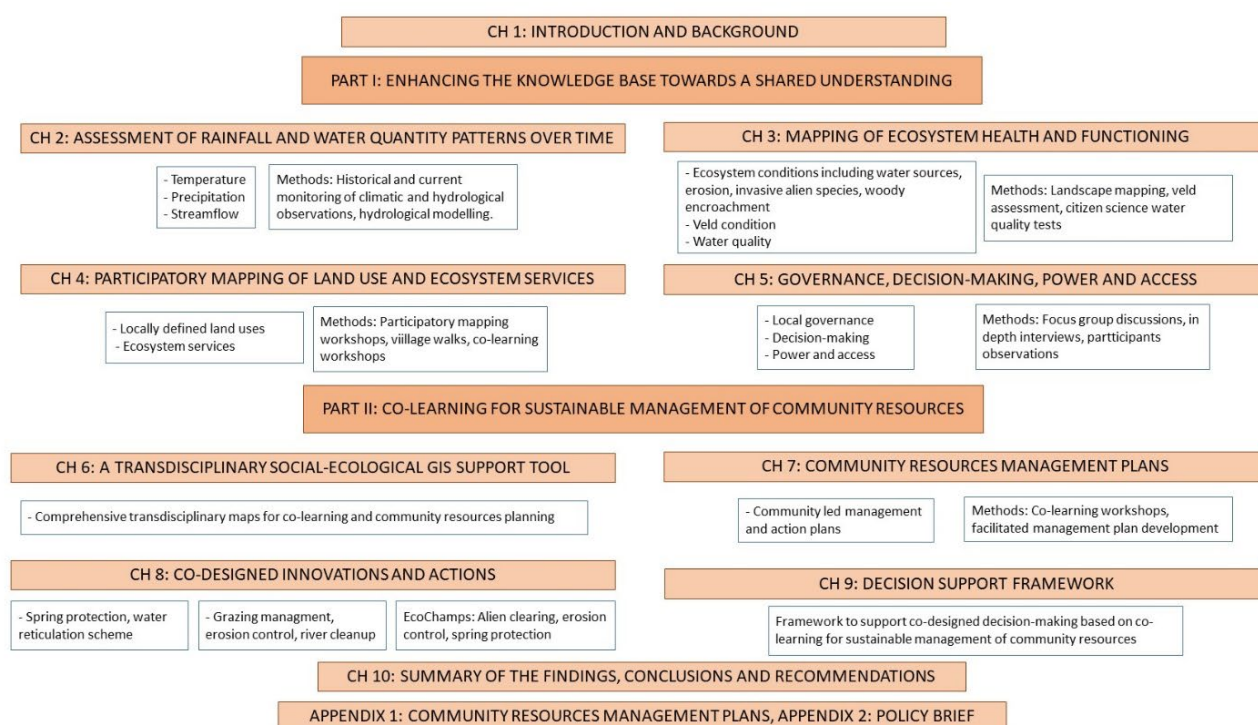 CH 1: INTRODUCTION AND BACKGROUND
PART I: ENHANCING THE KNOWLEDGE BASE TOWARDS A SHARED UNDERSTANDING
CH 2: ASSESSMENT OF RAINFALL AND WATER QUANTITY PATTERNS OVER TIME
- Temperature
- Precipitation
- Streamflow
Methods: Historical and current
monitoring of climatic and hydrological
observations, hydrological modelling.
CH 3: MAPPING OF ECOSYSTEM HEALTH AND FUNCTIONING
- Ecosystem conditions including water sources,
erosion, invasive alien species, woody
encroachment
- Veld condition
- Water quality
Methods: Landscape mapping, veld
assessment, citizen science water
quality tests
CH 4: PARTICIPATORY MAPPING OF LAND USE AND ECOSYSTEM SERVICES
- Locally defined land uses
- Ecosystem services
Methods: Participatory mapping
workshops, viillage walks, co-learning
workshops
CH 5: GOVERNANCE, DECISION-MAKING, POWER AND ACCESS
- Local governance
- Decision-making
- Power and access
Methods: Focus group discussions, in
depth interviews, partticipants
observations
PART II: CO-LEARNING FOR SUSTAINABLE MANAGEMENT OF COMMUNITY RESOURCES
CH 6: A TRANSDISCIPLINARY SOCIAL-ECOLOGICAL GIS SUPPORT TOOL
- Comprehensive transdisciplinary maps for co-learning and community resources planning
CH 7: COMMUNITY RESOURCES MANAGEMENT PLANS
- Community led management
and action plans
Methods: Co-learning workshops,
facilitated management plan development
CH 8: CO-DESIGNED INNOVATIONS AND ACTIONS
- Spring protection, water
reticulation scheme
- Grazing managment,
erosion control, river cleanup
EcoChamps: Alien clearing, erosion
control, spring protection
CH 9: DECISION SUPPORT FRAMEWORK
Framework to support co-designed decision-making based on co-
learning for sustainable management of community resources
CH 10: SUMMARY OF THE FINDINGS, CONCLUSIONS AND RECOMMENDATIONS
APPENDIX 1: COMMUNITY RESOURCES MANAGEMENT PLANS, APPENDIX 2: POLICY BRIEF